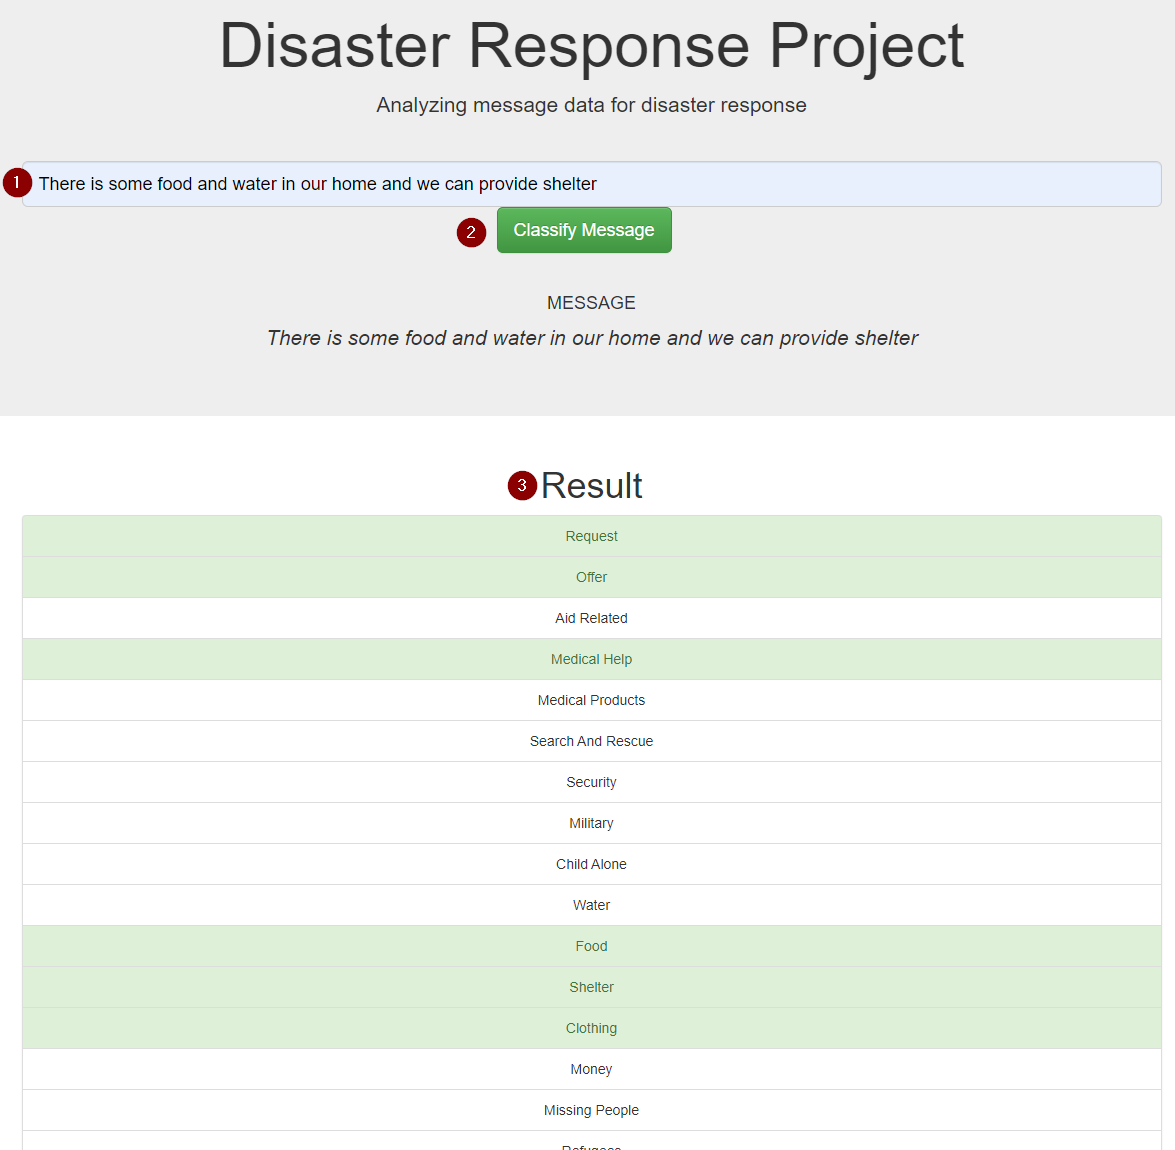 Disaster Response Project
Analyzing message data for disaster response
1 There is some food and water in our home and we can provide shelter
2 Classify Message
MESSAGE
There is some food and water in our home and we can provide shelter
3 Result
Request
Offer
Aid Related
Medical Help
Medical Products
Search And Rescue
Security
Military
Child Alone
Water
Food
Shelter
Clothing
Money
Missing People